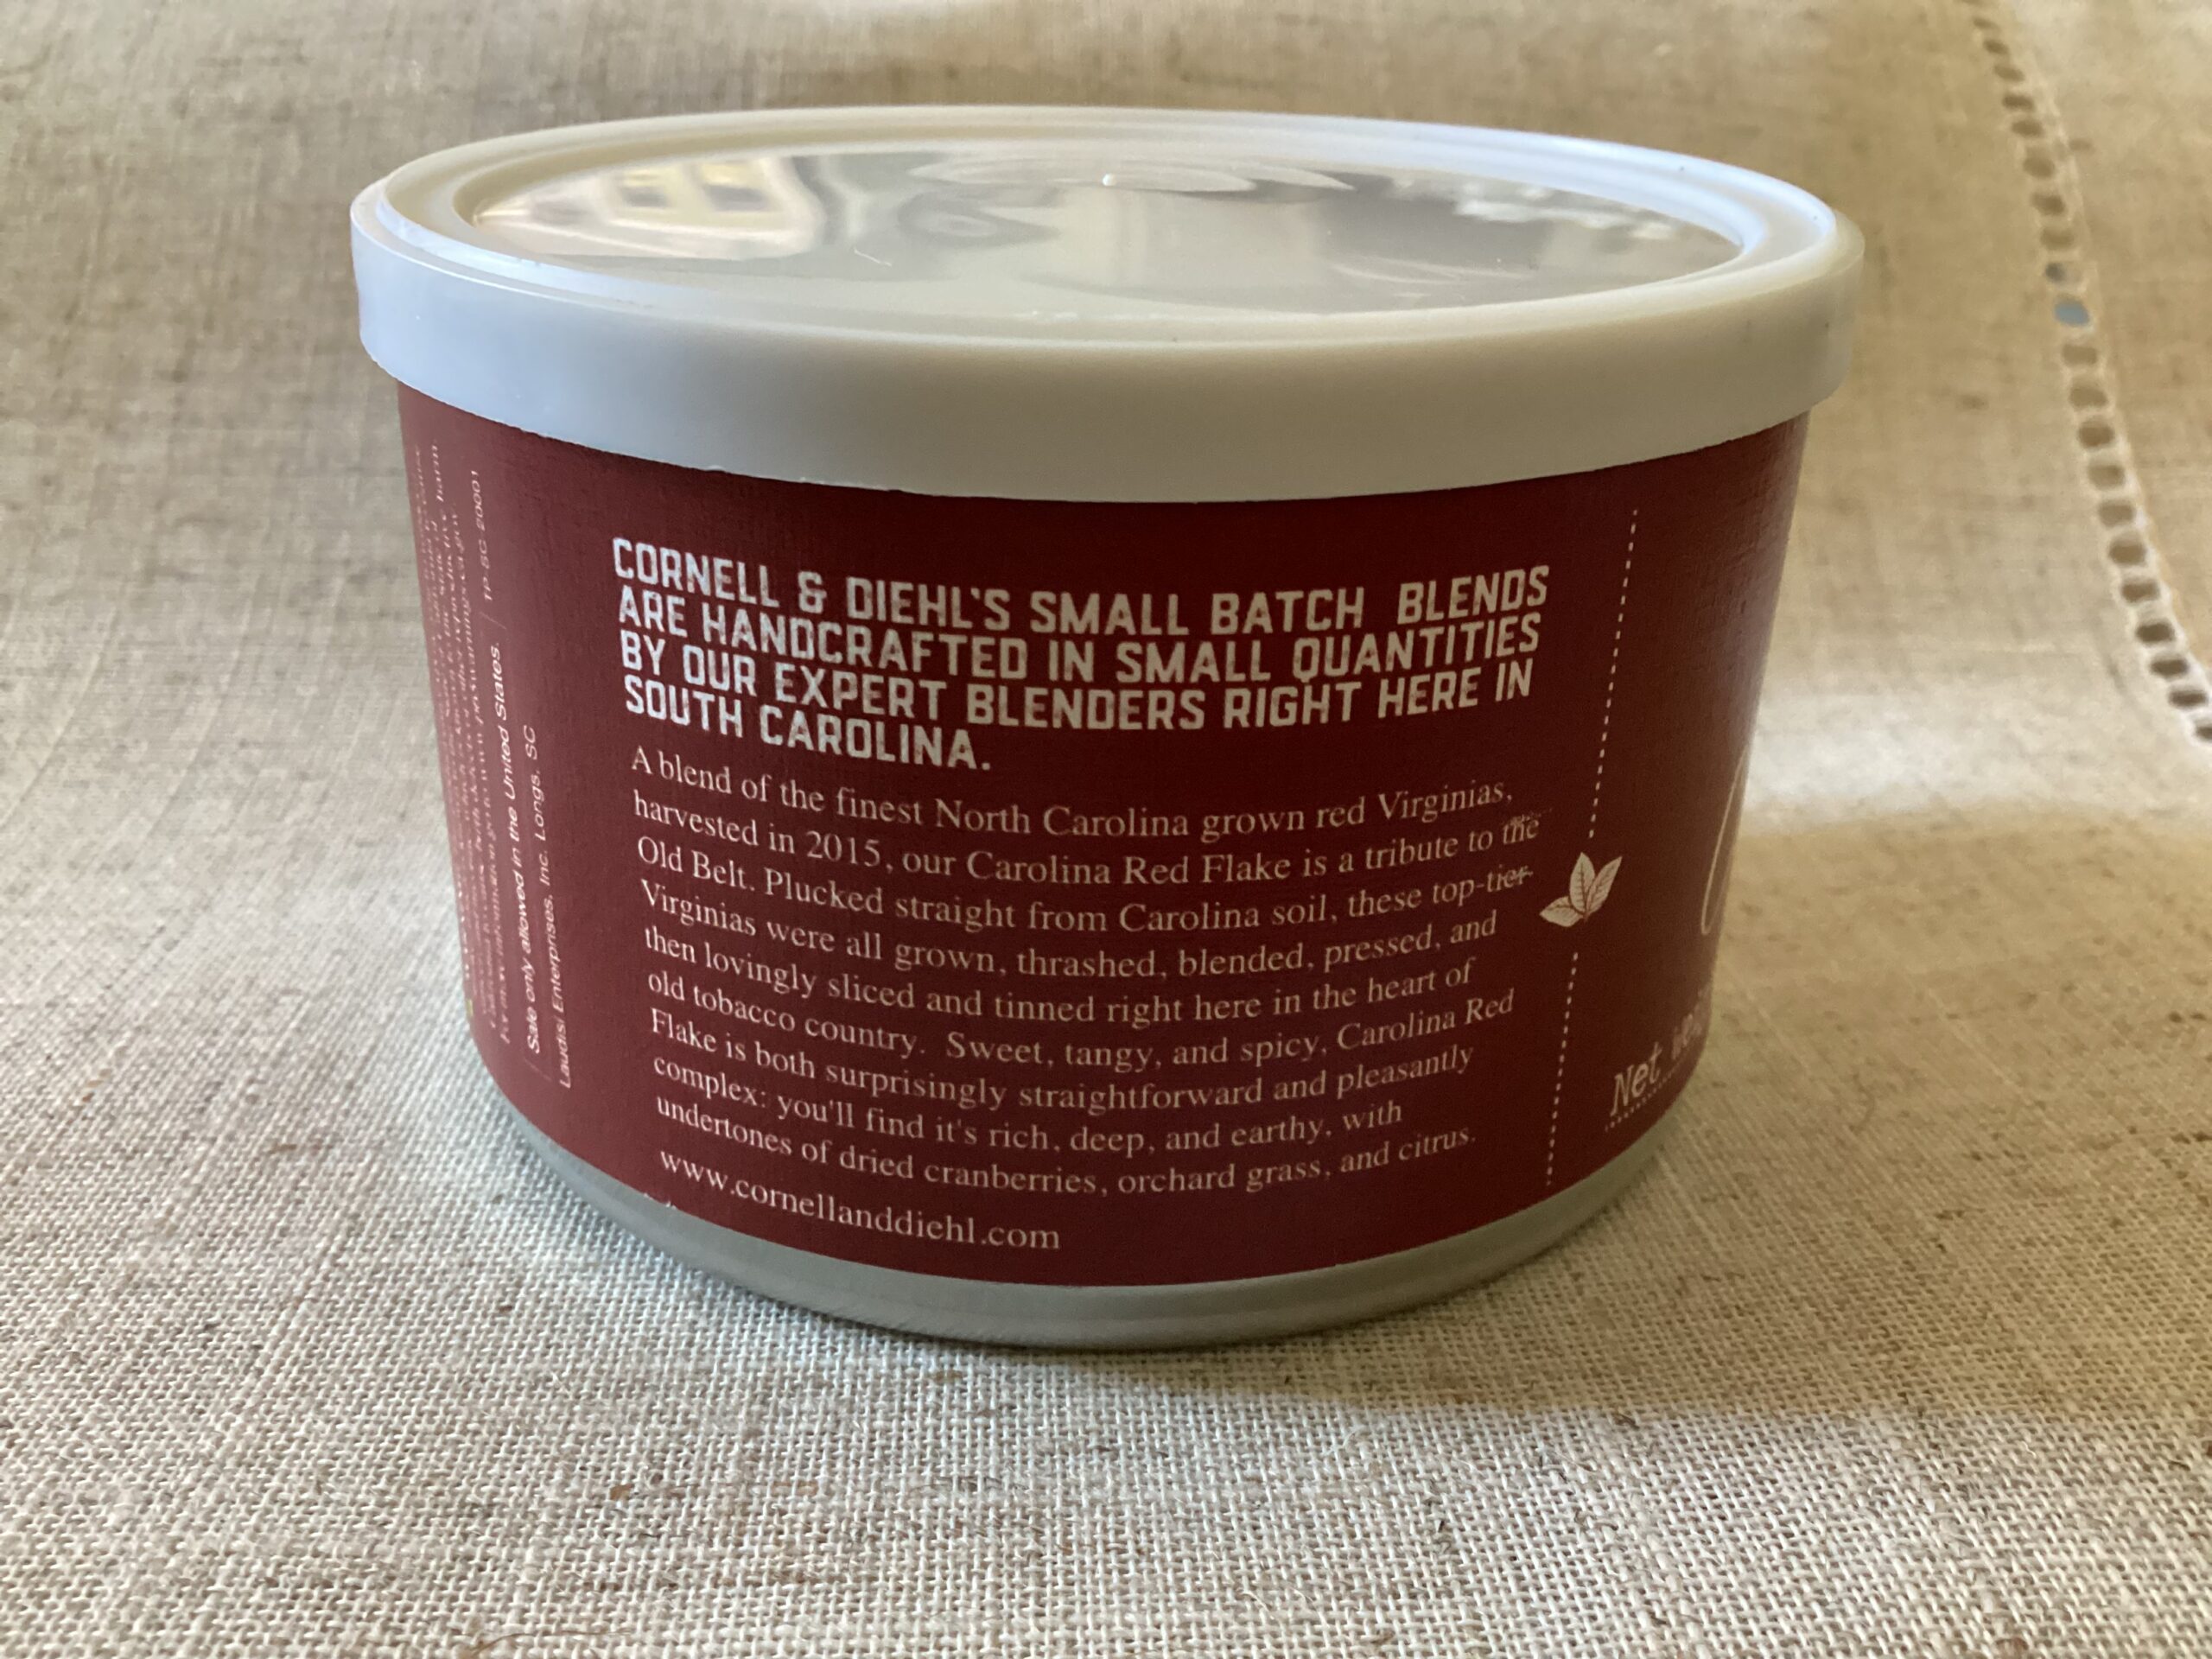 CORNELL & DIEHL'S SMALL BATCH BLENDS
ARE HANDCRAFTED IN SMALL QUANTITIES
BY OUR EXPERT BLENDERS RIGHT HERE IN
SOUTH CAROLINA.
A blend of the finest North Carolina grown red Virginias,
harvested in 2015, our Carolina Red Flake is a tribute to the
Old Belt. Plucked straight from Carolina soil, these top-tier
Virginias were all grown, thrashed, blended, pressed, and
then lovingly sliced and tinned right here in the heart of
old tobacco country. Sweet, tangy, and spicy, Carolina Red
Flake is both surprisingly straightforward and pleasantly
complex: you'll find it's rich, deep, and earthy, with
undertones of dried cranberries, orchard grass, and citrus.
www.cornellanddiehl.com
Sale only allowed in the United States.
TP-SC-20001
Laudisi Enterprises, Inc. Longs, SC
Net